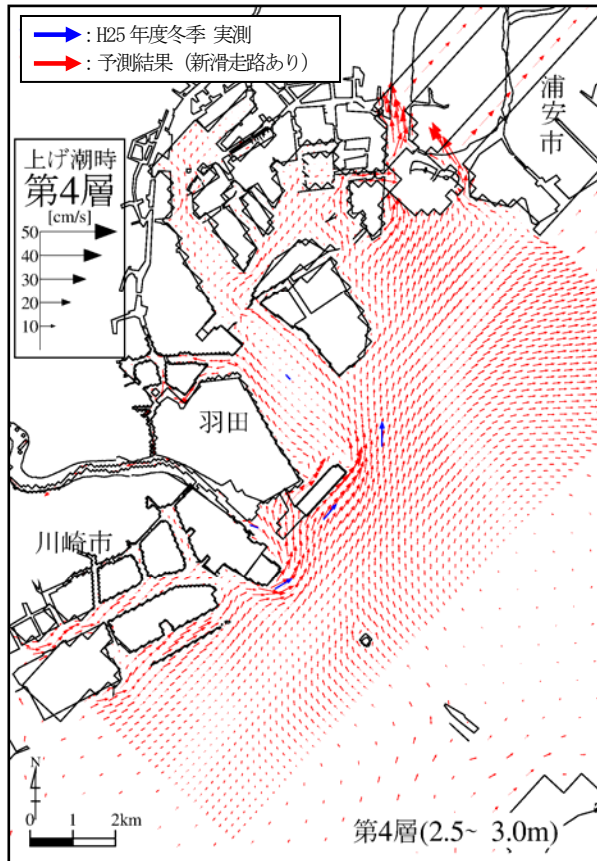 : H25 年度冬季 実測
: 予測結果 (新滑走路あり)
浦安市
上げ潮時
第4層
[cm/s]
50
40
30
20
10
羽田
川崎市
N
0 1 2km
第4層(2.5~ 3.0m)